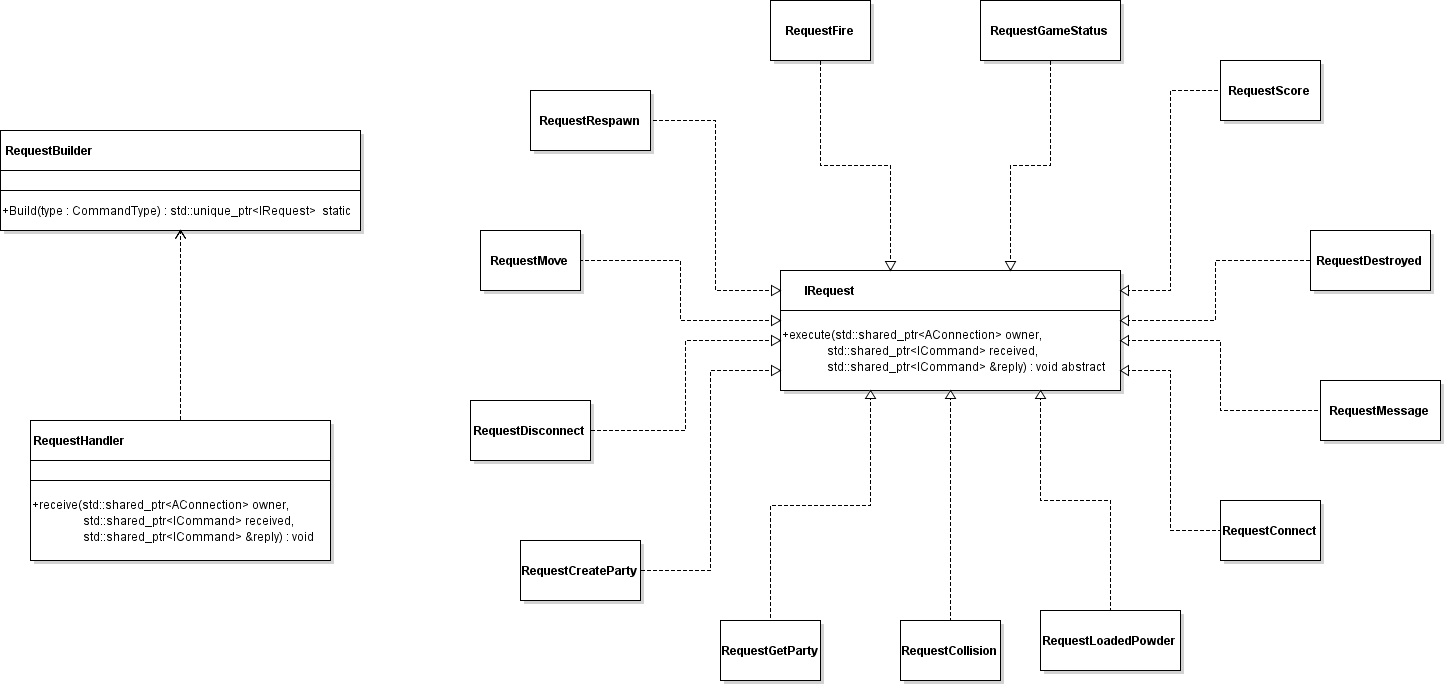 RequestFire
RequestGameStatus
RequestScore
RequestRespawn
RequestBuilder
+Build(type : CommandType) : std::unique_ptr<IRequest>  static
RequestMove
RequestDestroyed
IRequest
+execute(std::shared_ptr<AConnection> owner,
std::shared_ptr<ICommand> received,
std::shared_ptr<ICommand> &reply) : void abstract
RequestMessage
RequestDisconnect
RequestHandler
+receive(std::shared_ptr<AConnection> owner,
std::shared_ptr<ICommand> received,
std::shared_ptr<ICommand> &reply) : void
RequestConnect
RequestCreateParty
RequestGetParty
RequestCollision
RequestLoadedPowder